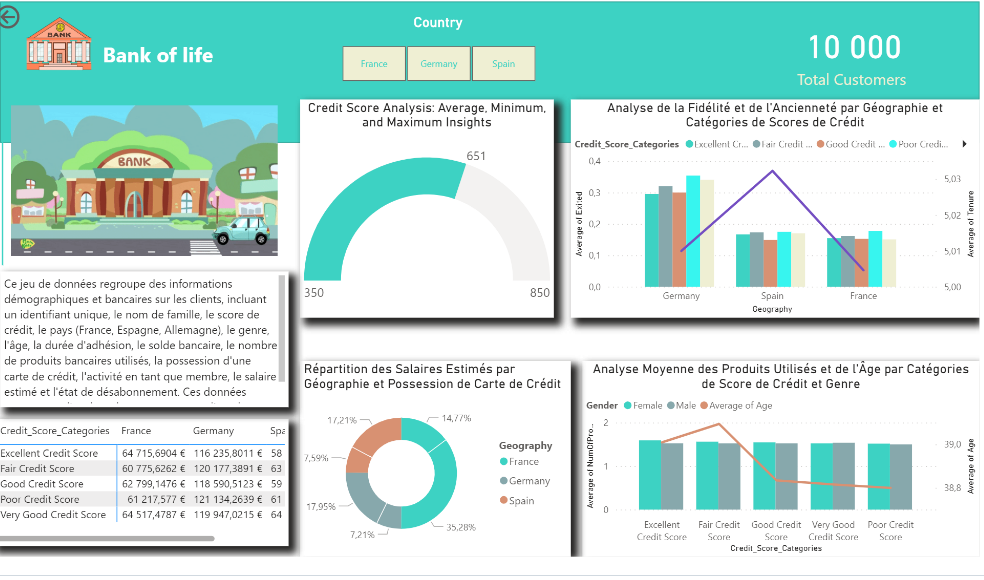 Country
Bank of life
BANK
France
Germany
Spain
10 000
Total Customers
BANK
Credit Score Analysis: Average, Minimum,
and Maximum Insights
651
350
850
Analyse de la Fidélité et de l'Ancienneté par Géographie et
Catégories de Scores de Crédit
Credit_Score_Categories Excellent Cr... Fair Credit ... Good Credit ... Poor Credi...
0,4
0,3
0,2
0,1
0,0
Average of Exited
5,03
5,02
5,01
5,00
Average of Tenure
Germany Spain France
Geography
Ce jeu de données regroupe des informations
démographiques et bancaires sur les clients, incluant
un identifiant unique, le nom de famille, le score de
crédit, le pays (France, Espagne, Allemagne), le genre,
l'âge, la durée d'adhésion, le solde bancaire, le nombre
de produits bancaires utilisés, la possession d'une
carte de crédit, l'activité en tant que membre, le salaire
estimé et l'état de désabonnement. Ces données
Credit_Score_Categories France Germany Spa
Excellent Credit Score 64 715,6904 € 116 235,8011 € 58
Fair Credit Score 60 775,6262 € 120 177,3891 € 63
Good Credit Score 62 799,1476 € 118 590,5123 € 59
Poor Credit Score 61 217,577 € 121 134,2639 € 61
Very Good Credit Score 64 517,4787 € 119 947,0215 € 64
Répartition des Salaires Estimés par
Géographie et Possession de Carte de Crédit
17,21%
14,77%
7,59%
17,95%
7,21%
35,28%
Geography
France
Germany
Spain
Analyse Moyenne des Produits Utilisés et de l'Âge par Catégories
de Score de Crédit et Genre
Gender Female Male Average of Age
2
1
0
Average of NumOfPro...
39,0
38,8
Average of Age
Excellent Fair Credit Good Credit Very Good Poor Credit
Credit Score Score Score Credit Score Score
Credit_Score_Categories